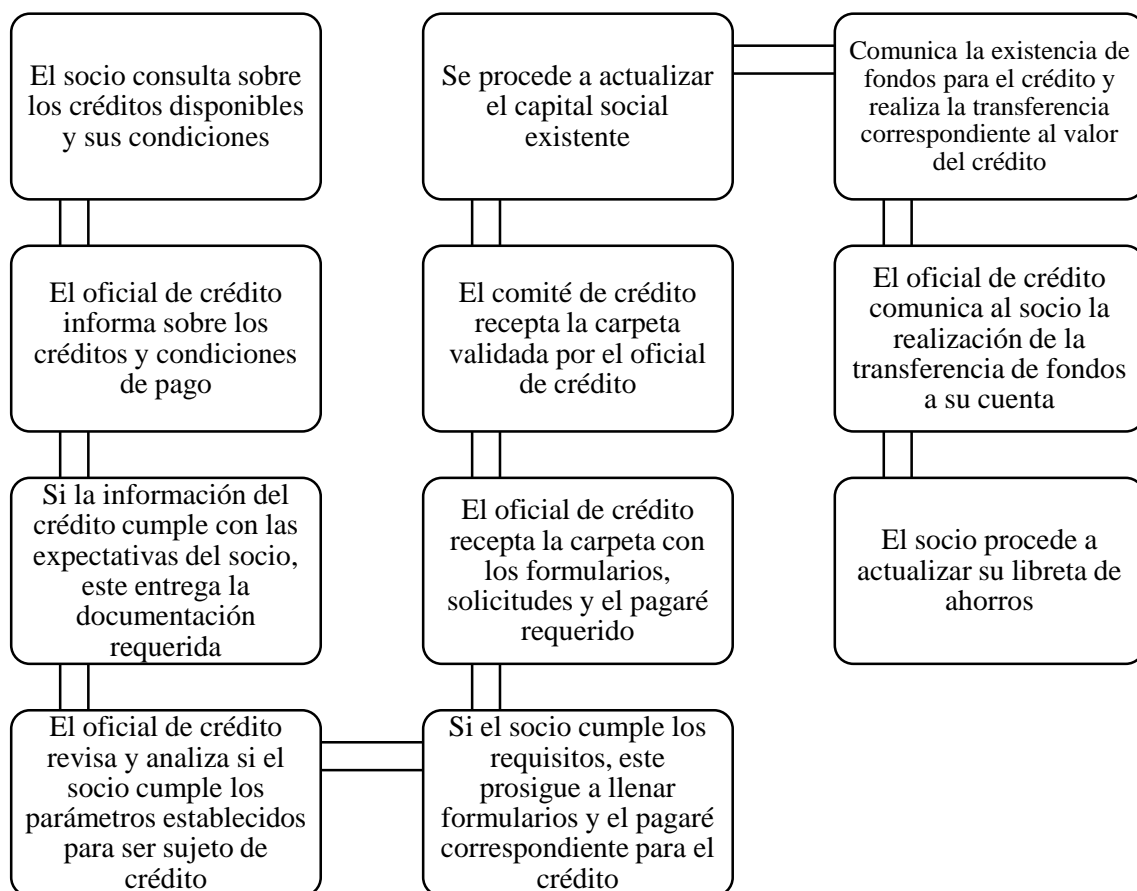 El socio consulta sobre
los créditos disponibles
y sus condiciones
El oficial de crédito
informa sobre los
créditos y condiciones
de pago
Si la información del
crédito cumple con las
expectativas del socio,
este entrega la
documentación
requerida
El oficial de crédito
revisa y analiza si el
socio cumple los
parámetros establecidos
para ser sujeto de
crédito
Si el socio cumple los
requisitos, este
prosigue a llenar
formularios y el pagaré
correspondiente para el
crédito
El oficial de crédito
recepta la carpeta con
los formularios,
solicitudes y el pagaré
requerido
El comité de crédito
recepta la carpeta
validada por el oficial
de crédito
Se procede a actualizar
el capital social
existente
Comunica la existencia de
fondos para el crédito y
realiza la transferencia
correspondiente al valor
del crédito
El oficial de crédito
comunica al socio la
realización de la
transferencia de fondos
a su cuenta
El socio procede a
actualizar su libreta de
ahorros